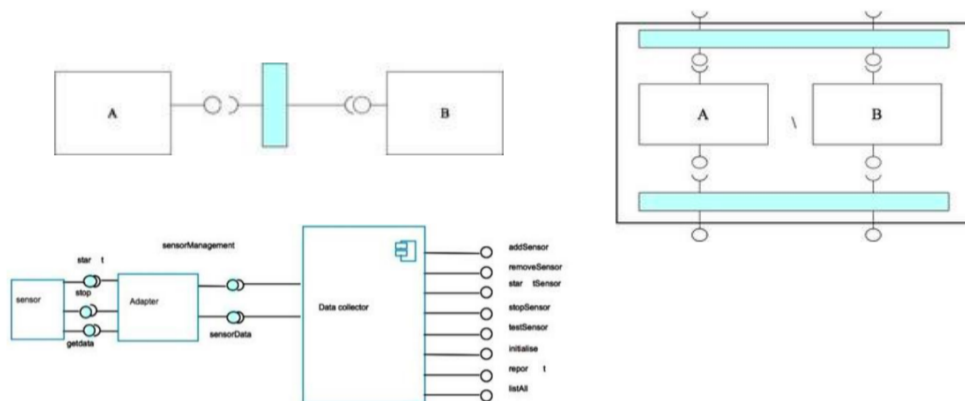 A
B
A
\
B
sensorManagement
star t
stop
getdata
sensor
Adapter
sensorData
Data collector
addSensor
removeSensor
star tSensor
stopSensor
testSensor
initialise
repor t
listAll